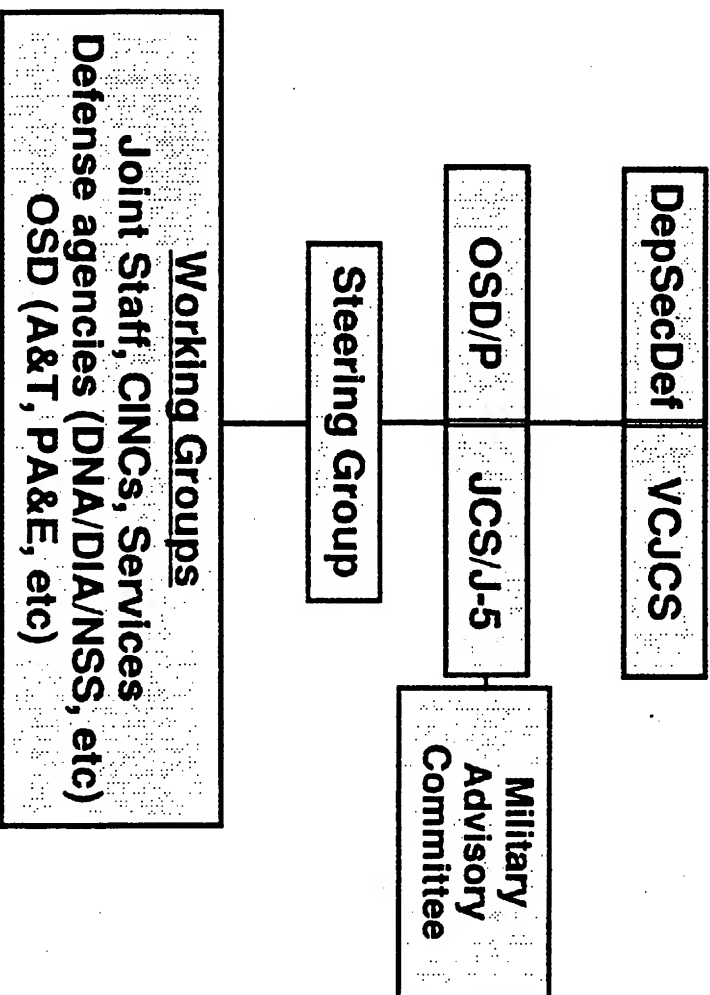 DepSecDef VCJCS
OSD/P JCS/J-5
Military
Advisory
Committee
Steering Group
Working Groups
Joint Staff, CINCs, Services
Defense agencies (DNA/DIA/NSS, etc)
OSD (A&T, PA&E, etc)